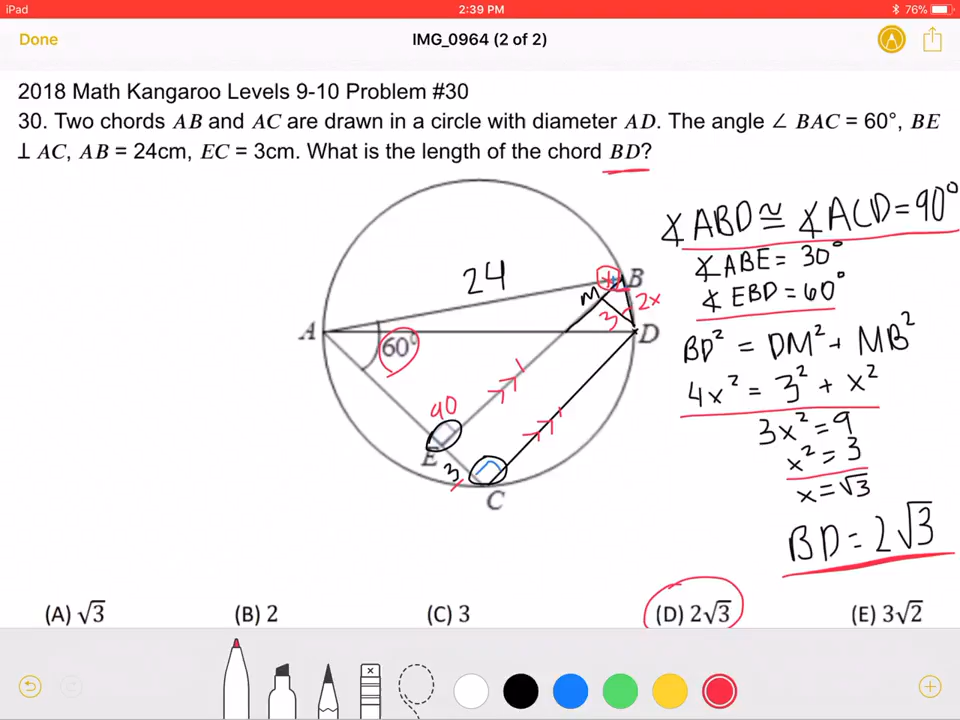 iPad
2:39 PM
76%
Done
IMG_0964 (2 of 2)
2018 Math Kangaroo Levels 9-10 Problem #30
30. Two chords AB and AC are drawn in a circle with diameter AD. The angle ∠ BAC = 60°, BE
⊥ AC, AB = 24cm, EC = 3cm. What is the length of the chord BD?
∡ABD≅∡ACD=90°
∡ABE = 30°
∡EBD=60°
BD² = DM² + MB²
4x² = 3² + x²
3x² = 9
x² = 3
x = √3
BD = 2√3
24
B
M
2x
3
A
D
60°
90
E
3
C
(A) √3
(B) 2
(C) 3
(D) 2√3
(E) 3√2